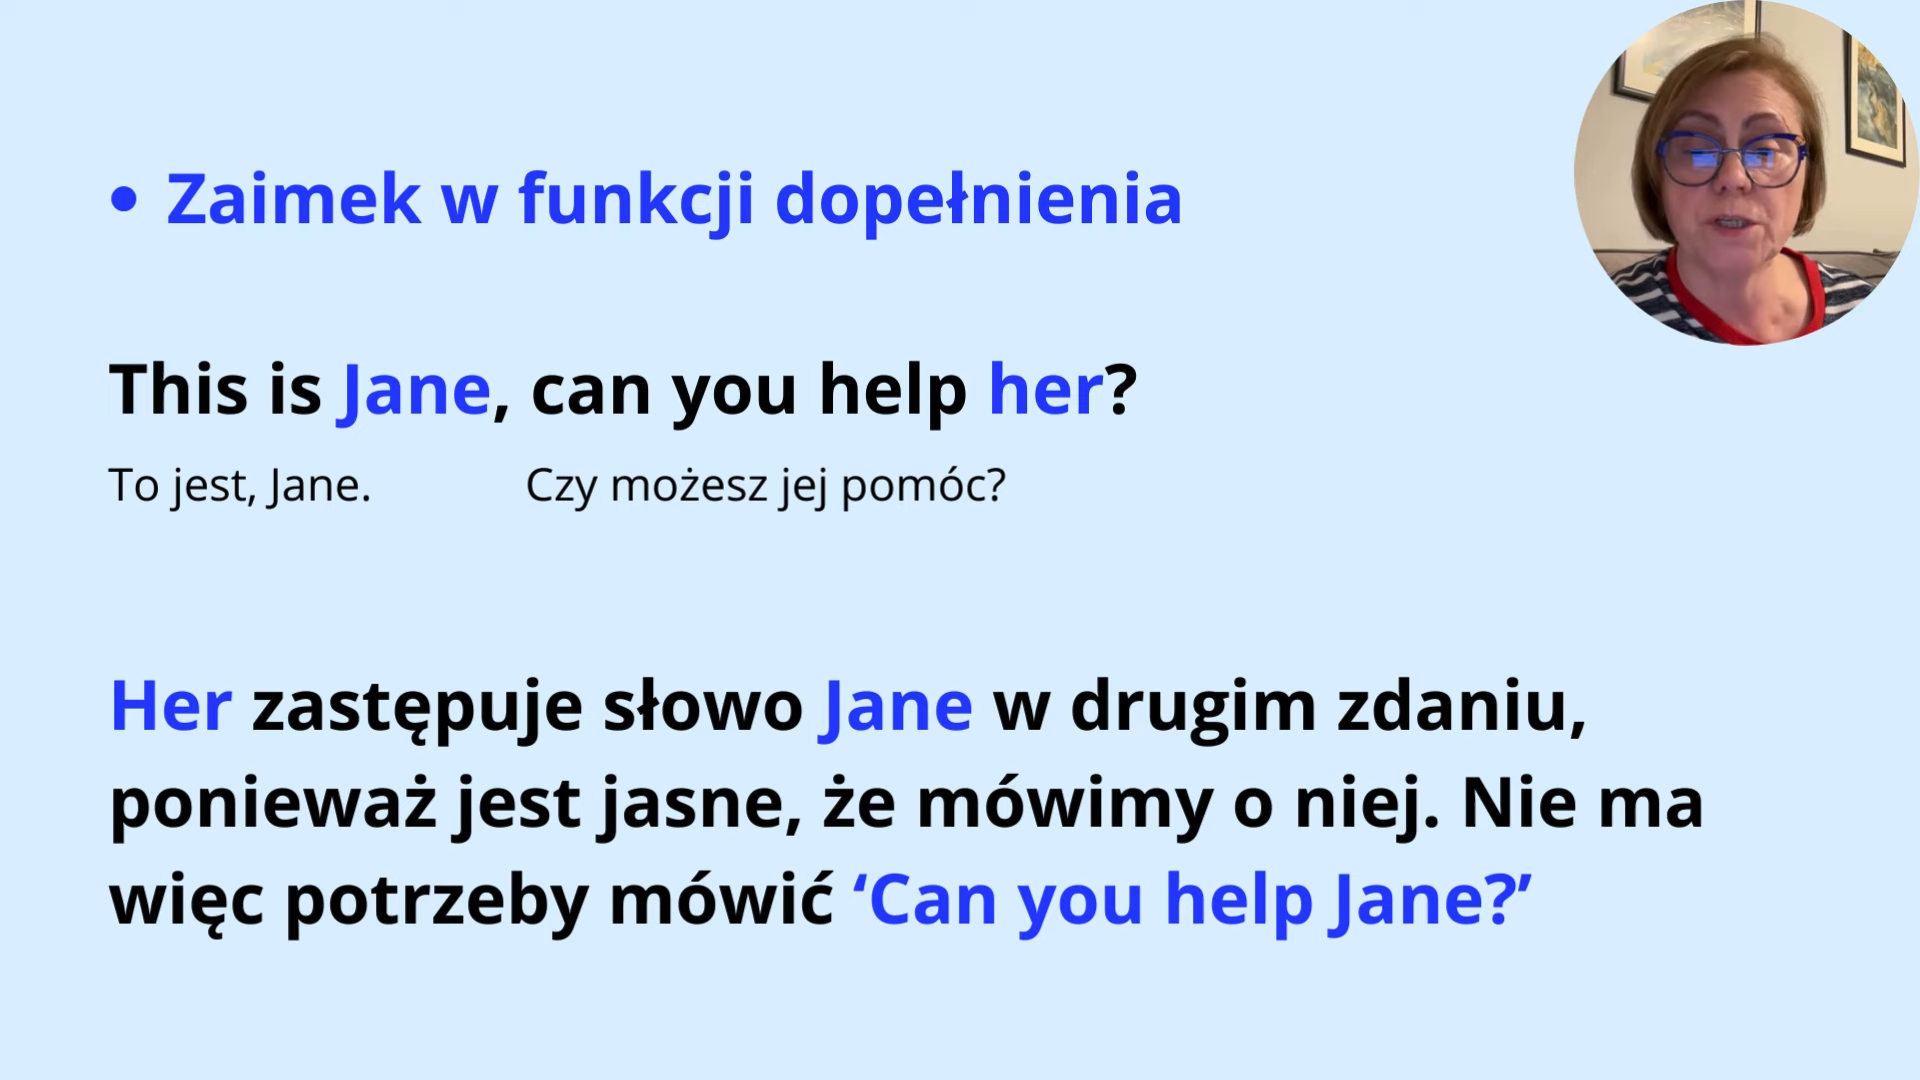 • Zaimek w funkcji dopełnienia
This is Jane, can you help her?
To jest, Jane. Czy możesz jej pomóc?
Her zastępuje słowo Jane w drugim zdaniu,
ponieważ jest jasne, że mówimy o niej. Nie ma
więc potrzeby mówić ‘Can you help Jane?’